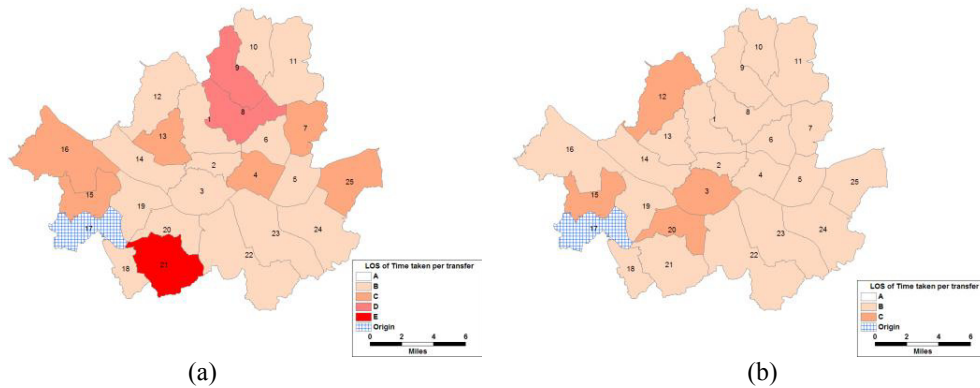 10
11
9
12
1
8
7
13
6
16
14
2
4
5
25
15
3
19
17
20
23
24
22
18
21
LOS of Time taken per transfer
A
B
C
D
E
Origin
0 2 4 6
Miles
(a)
10
11
9
12
1
8
7
13
6
16
14
2
4
5
25
15
3
19
17
20
23
24
22
18
21
LOS of Time taken per transfer
A
B
C
Origin
0 2 4 6
Miles
(b)